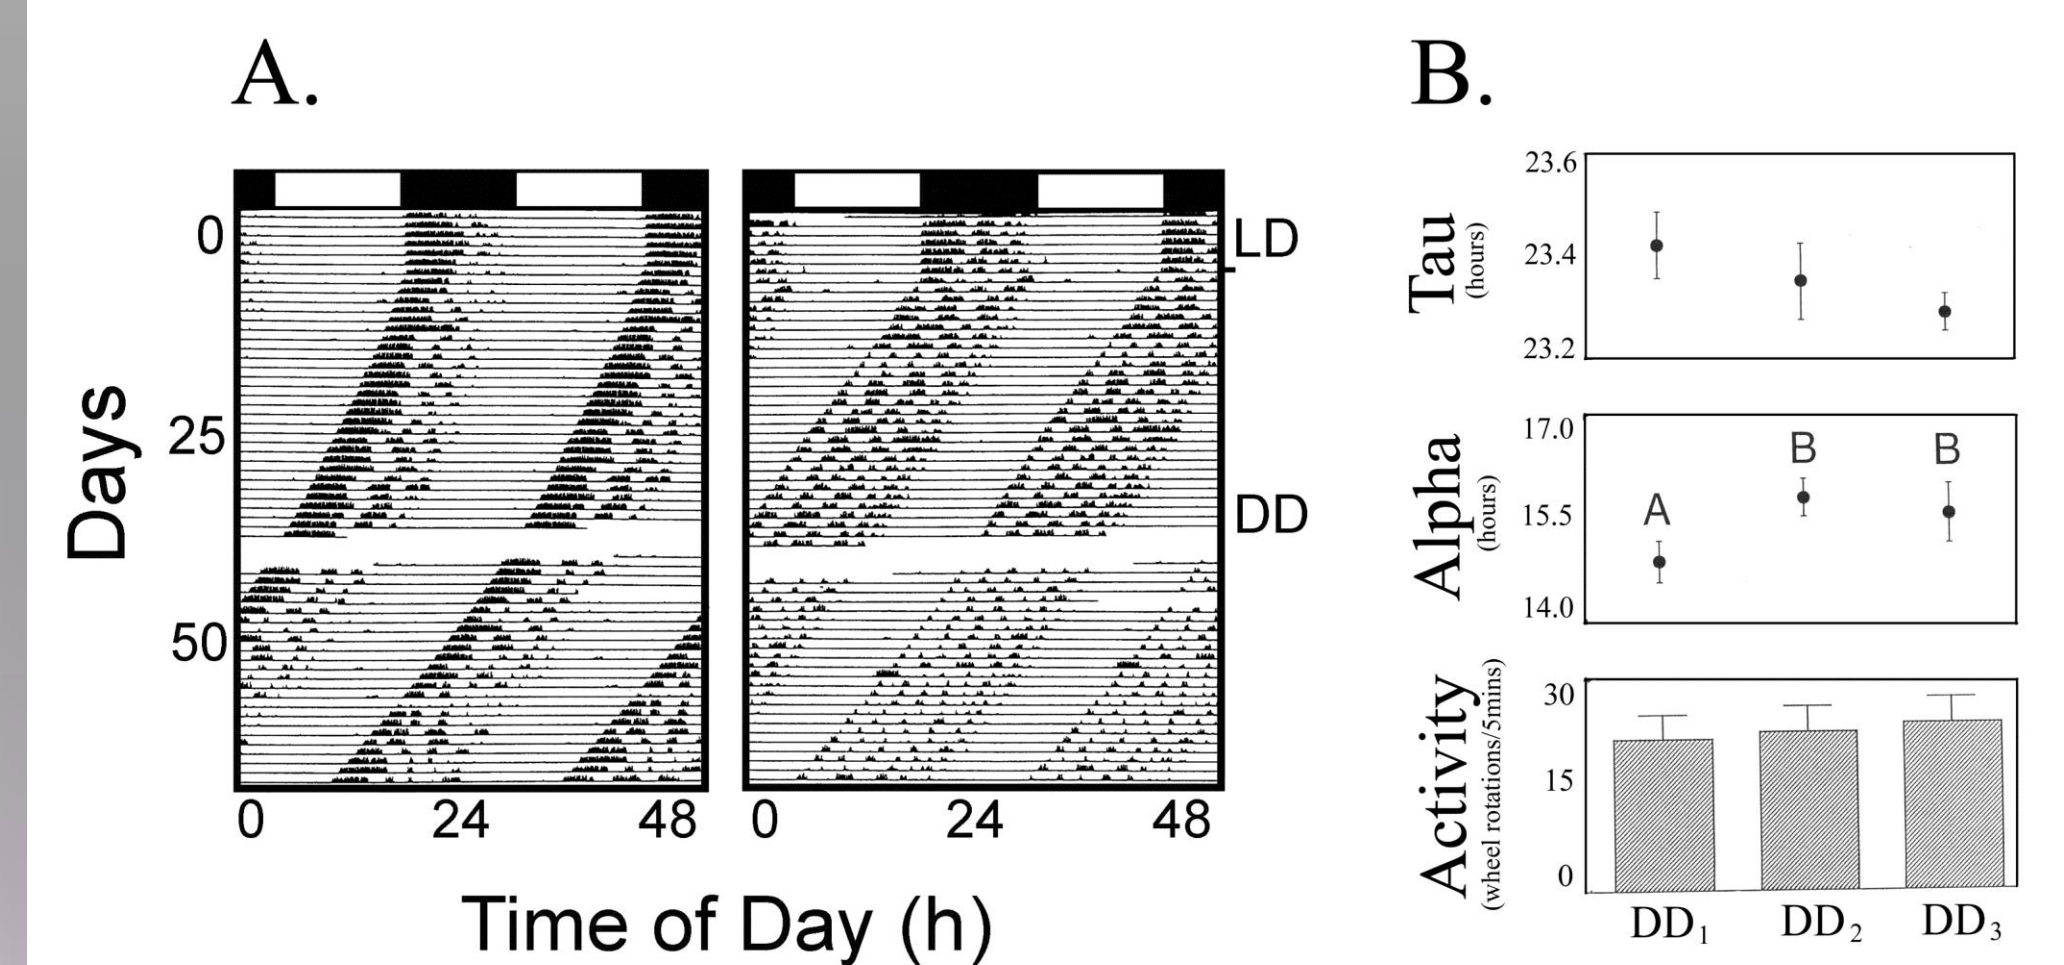 A.
Days
0
25
50
LD
DD
0 24 48
0 24 48
Time of Day (h)
B.
Tau
(hours)
23.6
23.4
23.2
Alpha
(hours)
17.0
15.5
14.0
A
B
B
Activity
(wheel rotations/5mins)
30
15
0
DD1
DD2
DD3